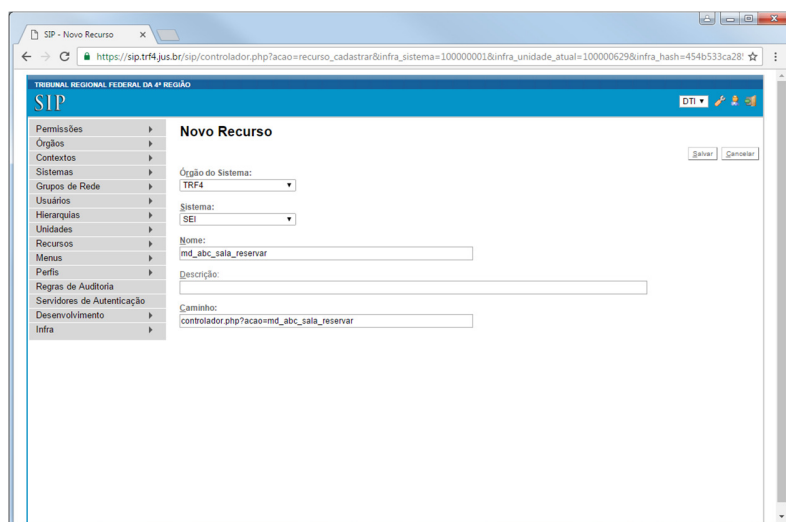 SIP - Novo Recurso
https://sip.trf4.jus.br/sip/controlador.php?acao=recurso_cadastrar&infra_sistema=100000001&infra_unidade_atual=100000629&infra_hash=454b533ca28
TRIBUNAL REGIONAL FEDERAL DA 4ª REGIÃO
SIP
DTI
Permissões
Órgãos
Contextos
Sistemas
Grupos de Rede
Usuários
Hierarquias
Unidades
Recursos
Menus
Perfis
Regras de Auditoria
Servidores de Autenticação
Desenvolvimento
Infra
Novo Recurso
Salvar Cancelar
Órgão do Sistema:
TRF4
Sistema:
SEI
Nome:
md_abc_sala_reservar
Descrição:
Caminho:
controlador.php?acao=md_abc_sala_reservar